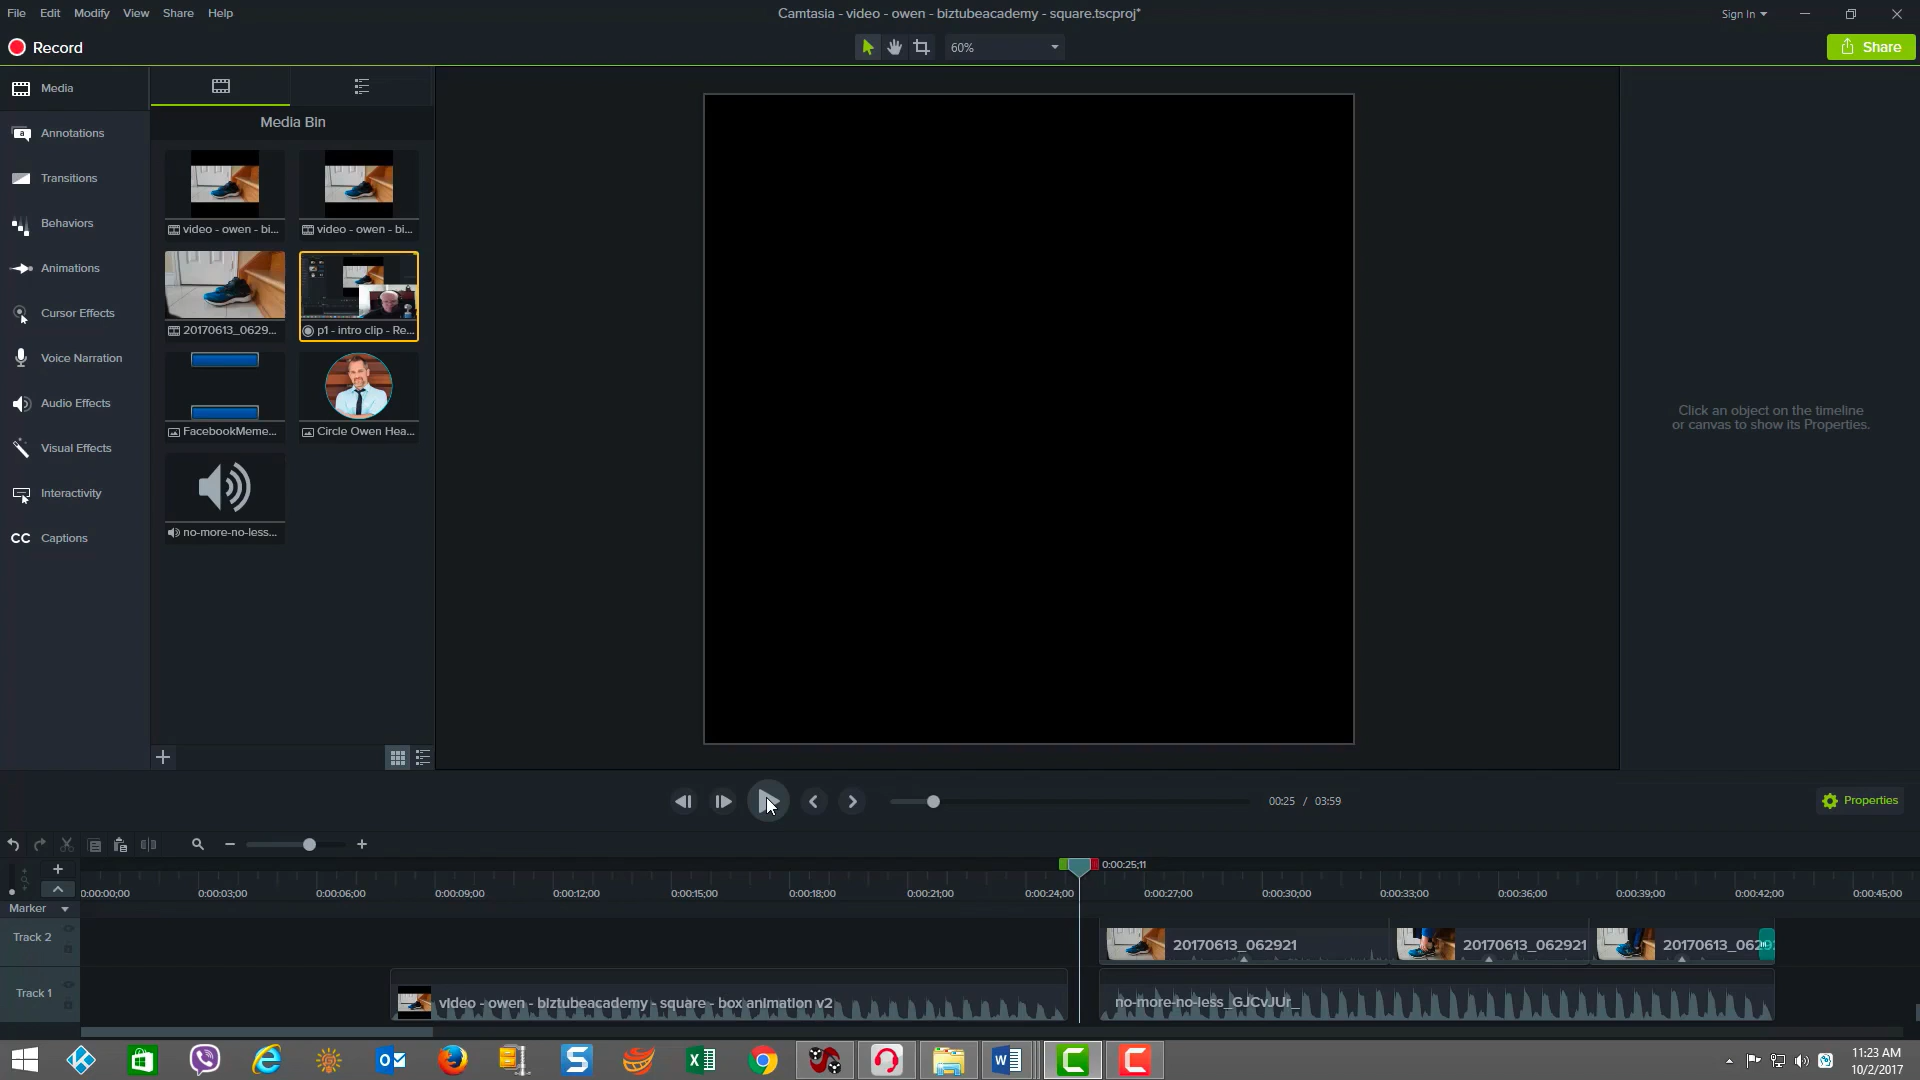 File Edit Modify View Share Help
Camtasia - video - owen - biztubeacademy - square.tscproj*
Sign In
Record
60%
Share
Media
Annotations
Transitions
Behaviors
Animations
Cursor Effects
Voice Narration
Audio Effects
Visual Effects
Interactivity
CC Captions
Media Bin
video - owen - bi...
video - owen - bi...
20170613_0629...
p1 - intro clip - Re...
FacebookMeme...
Circle Owen Hea...
no-more-no-less...
Click an object on the timeline
or canvas to show its Properties.
00:25 / 03:59
Properties
0:00:25;11
0:00:00;00 0:00:03;00 0:00:06;00 0:00:09;00 0:00:12;00 0:00:15;00 0:00:18;00 0:00:21;00 0:00:24;00 0:00:27;00 0:00:30;00 0:00:33;00 0:00:36;00 0:00:39;00 0:00:42;00 0:00:45;00
Marker
Track 2
20170613_062921
20170613_062921
20170613_0629
Track 1
video - owen - biztubeacademy - square - box animation v2
no-more-no-less_GJCvJUr_
11:23 AM
10/2/2017